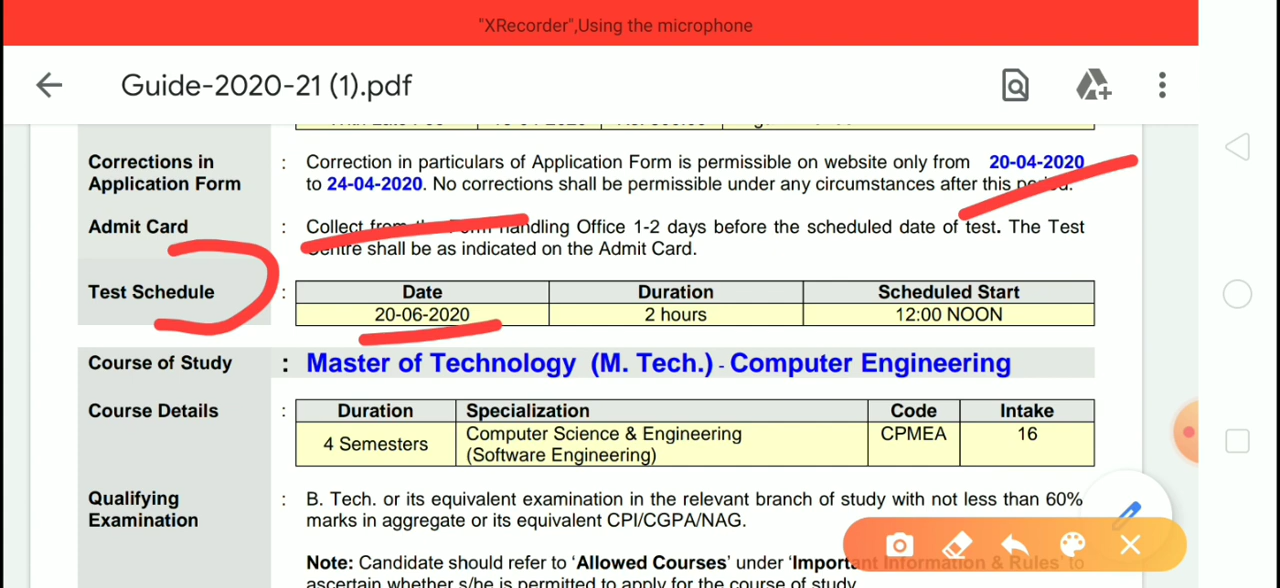 "XRecorder",Using the microphone
Guide-2020-21 (1).pdf
Corrections in Application Form : Correction in particulars of Application Form is permissible on website only from 20-04-2020
to 24-04-2020. No corrections shall be permissible under any circumstances after this period.
Admit Card : Collect from the Form handling Office 1-2 days before the scheduled date of test. The Test
Centre shall be as indicated on the Admit Card.
Test Schedule :
Date Duration Scheduled Start
20-06-2020 2 hours 12:00 NOON
Course of Study : Master of Technology (M. Tech.) - Computer Engineering
Course Details :
Duration Specialization Code Intake
4 Semesters Computer Science & Engineering CPMEA 16
(Software Engineering)
Qualifying Examination : B. Tech. or its equivalent examination in the relevant branch of study with not less than 60%
marks in aggregate or its equivalent CPI/CGPA/NAG.
Note: Candidate should refer to 'Allowed Courses' under 'Important Information & Rules' to
ascertain whether s/he is permitted to apply for the course of study